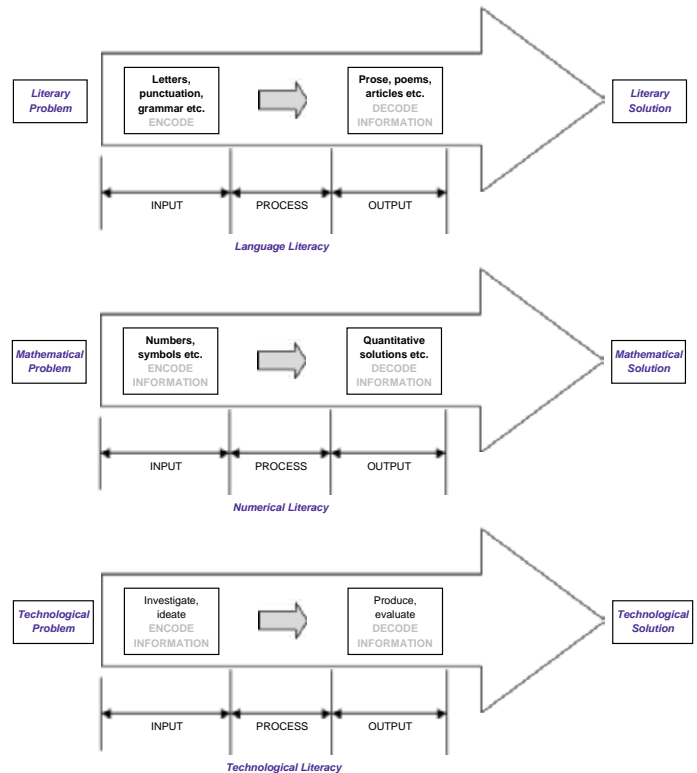 Literary
Problem
Letters,
punctuation,
grammar etc.
ENCODE
Prose, poems,
articles etc.
DECODE
INFORMATION
Literary
Solution
INPUT
PROCESS
OUTPUT
Language Literacy
Mathematical
Problem
Numbers,
symbols etc.
ENCODE
INFORMATION
Quantitative
solutions etc.
DECODE
INFORMATION
Mathematical
Solution
INPUT
PROCESS
OUTPUT
Numerical Literacy
Technological
Problem
Investigate,
ideate
ENCODE
INFORMATION
Produce,
evaluate
DECODE
INFORMATION
Technological
Solution
INPUT
PROCESS
OUTPUT
Technological Literacy